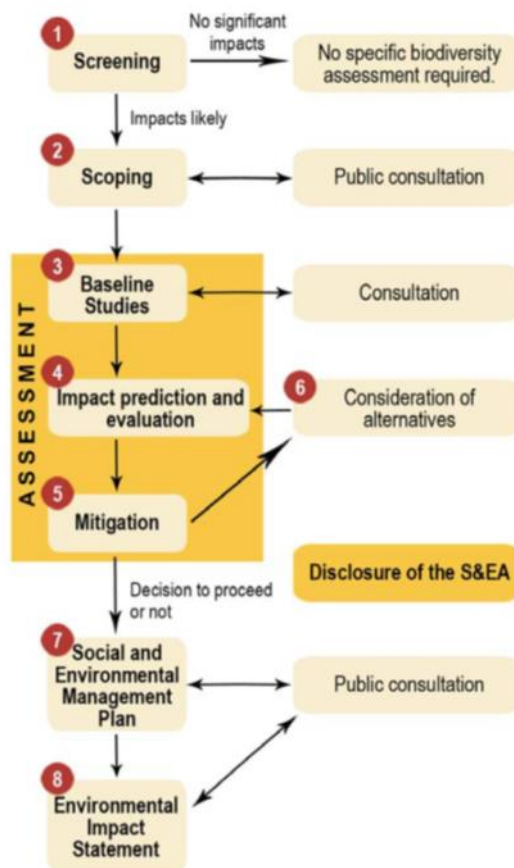 1
Screening
No significant
impacts
No specific biodiversity
assessment required.
Impacts likely
2
Scoping
Public consultation
ASSESSMENT
3
Baseline
Studies
Consultation
4
Impact prediction and
evaluation
6
Consideration of
alternatives
5
Mitigation
Disclosure of the S&EA
Decision to proceed
or not
7
Social and
Environmental
Management
Plan
Public consultation
8
Environmental
Impact
Statement